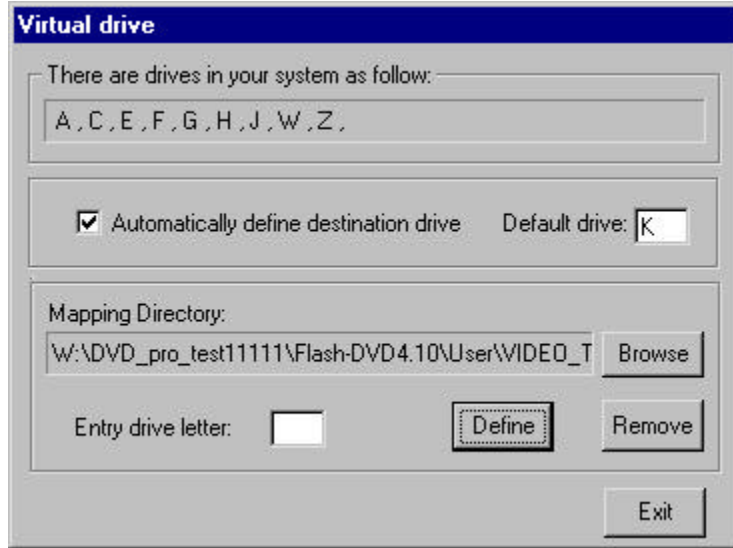 Virtual drive
There are drives in your system as follow:
A , C , E , F , G , H , J , W , Z ,
Automatically define destination drive Default drive: K
Mapping Directory:
W:\DVD_pro_test11111\Flash-DVD4.10\User\VIDEO_T Browse
Entry drive letter: Define Remove
Exit